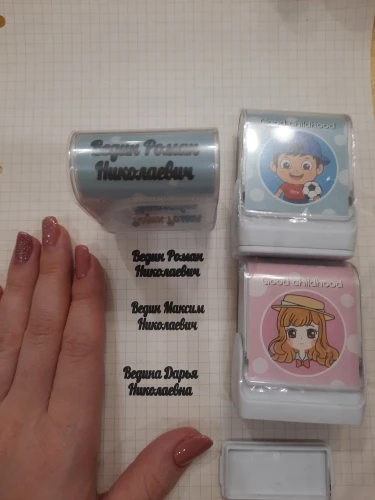 Ведин Роман
Николаевич
Good childhood
Ведин Роман
Николаевич
Good childhood
Ведин Максим
Николаевич
Ведина Дарья
Николаевна